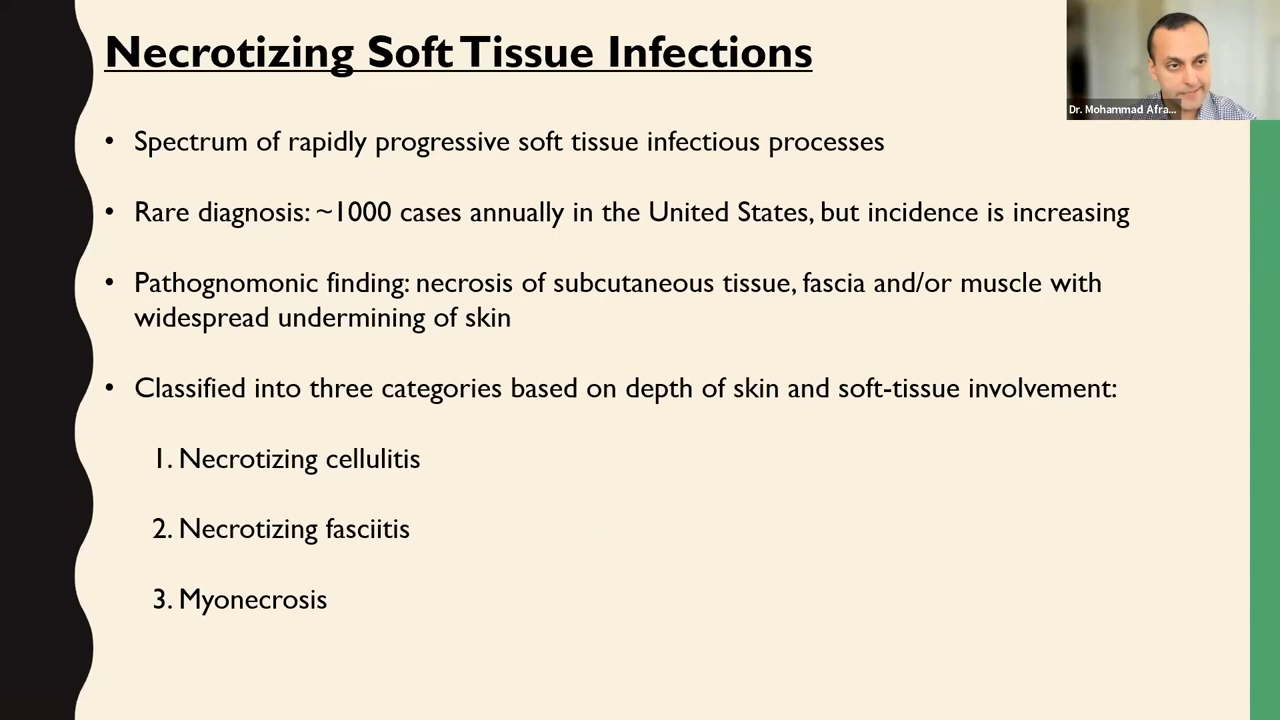 Necrotizing Soft Tissue Infections
Dr. Mohammad Afra...
• Spectrum of rapidly progressive soft tissue infectious processes
• Rare diagnosis: ~1000 cases annually in the United States, but incidence is increasing
• Pathognomonic finding: necrosis of subcutaneous tissue, fascia and/or muscle with
widespread undermining of skin
• Classified into three categories based on depth of skin and soft-tissue involvement:
1. Necrotizing cellulitis
2. Necrotizing fasciitis
3. Myonecrosis